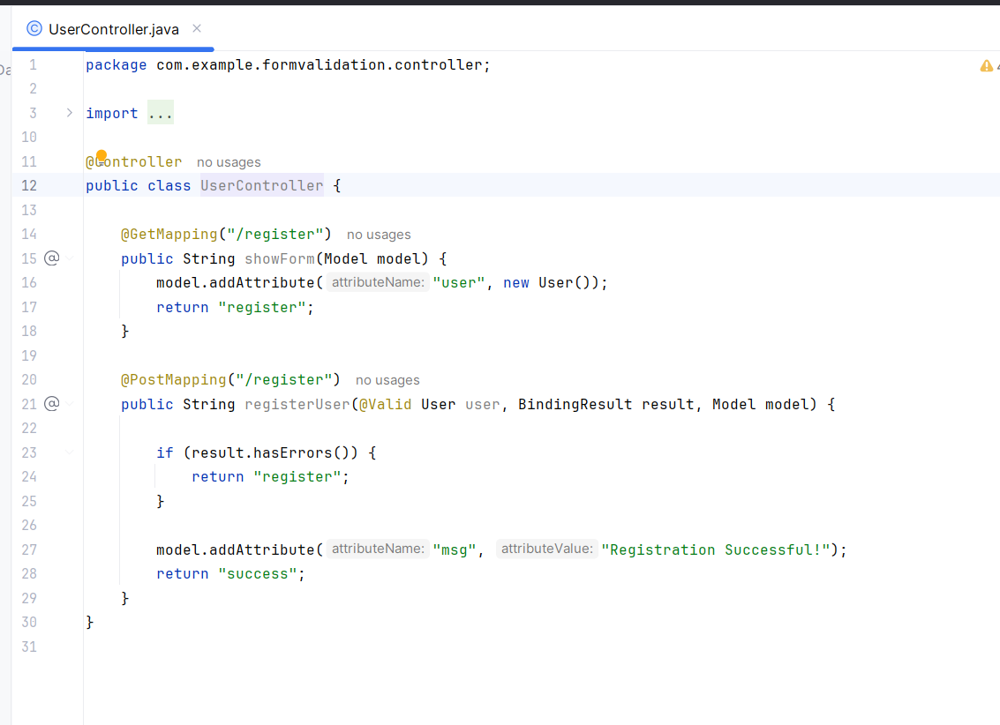 UserController.java
1 package com.example.formvalidation.controller;
2
3 import ...
10
11 @Controller no usages
12 public class UserController {
13
14 @GetMapping("/register") no usages
15 public String showForm(Model model) {
16 model.addAttribute( attributeName: "user", new User());
17 return "register";
18 }
19
20 @PostMapping("/register") no usages
21 public String registerUser(@Valid User user, BindingResult result, Model model) {
22
23 if (result.hasErrors()) {
24 return "register";
25 }
26
27 model.addAttribute( attributeName: "msg", attributeValue: "Registration Successful!");
28 return "success";
29 }
30 }
31